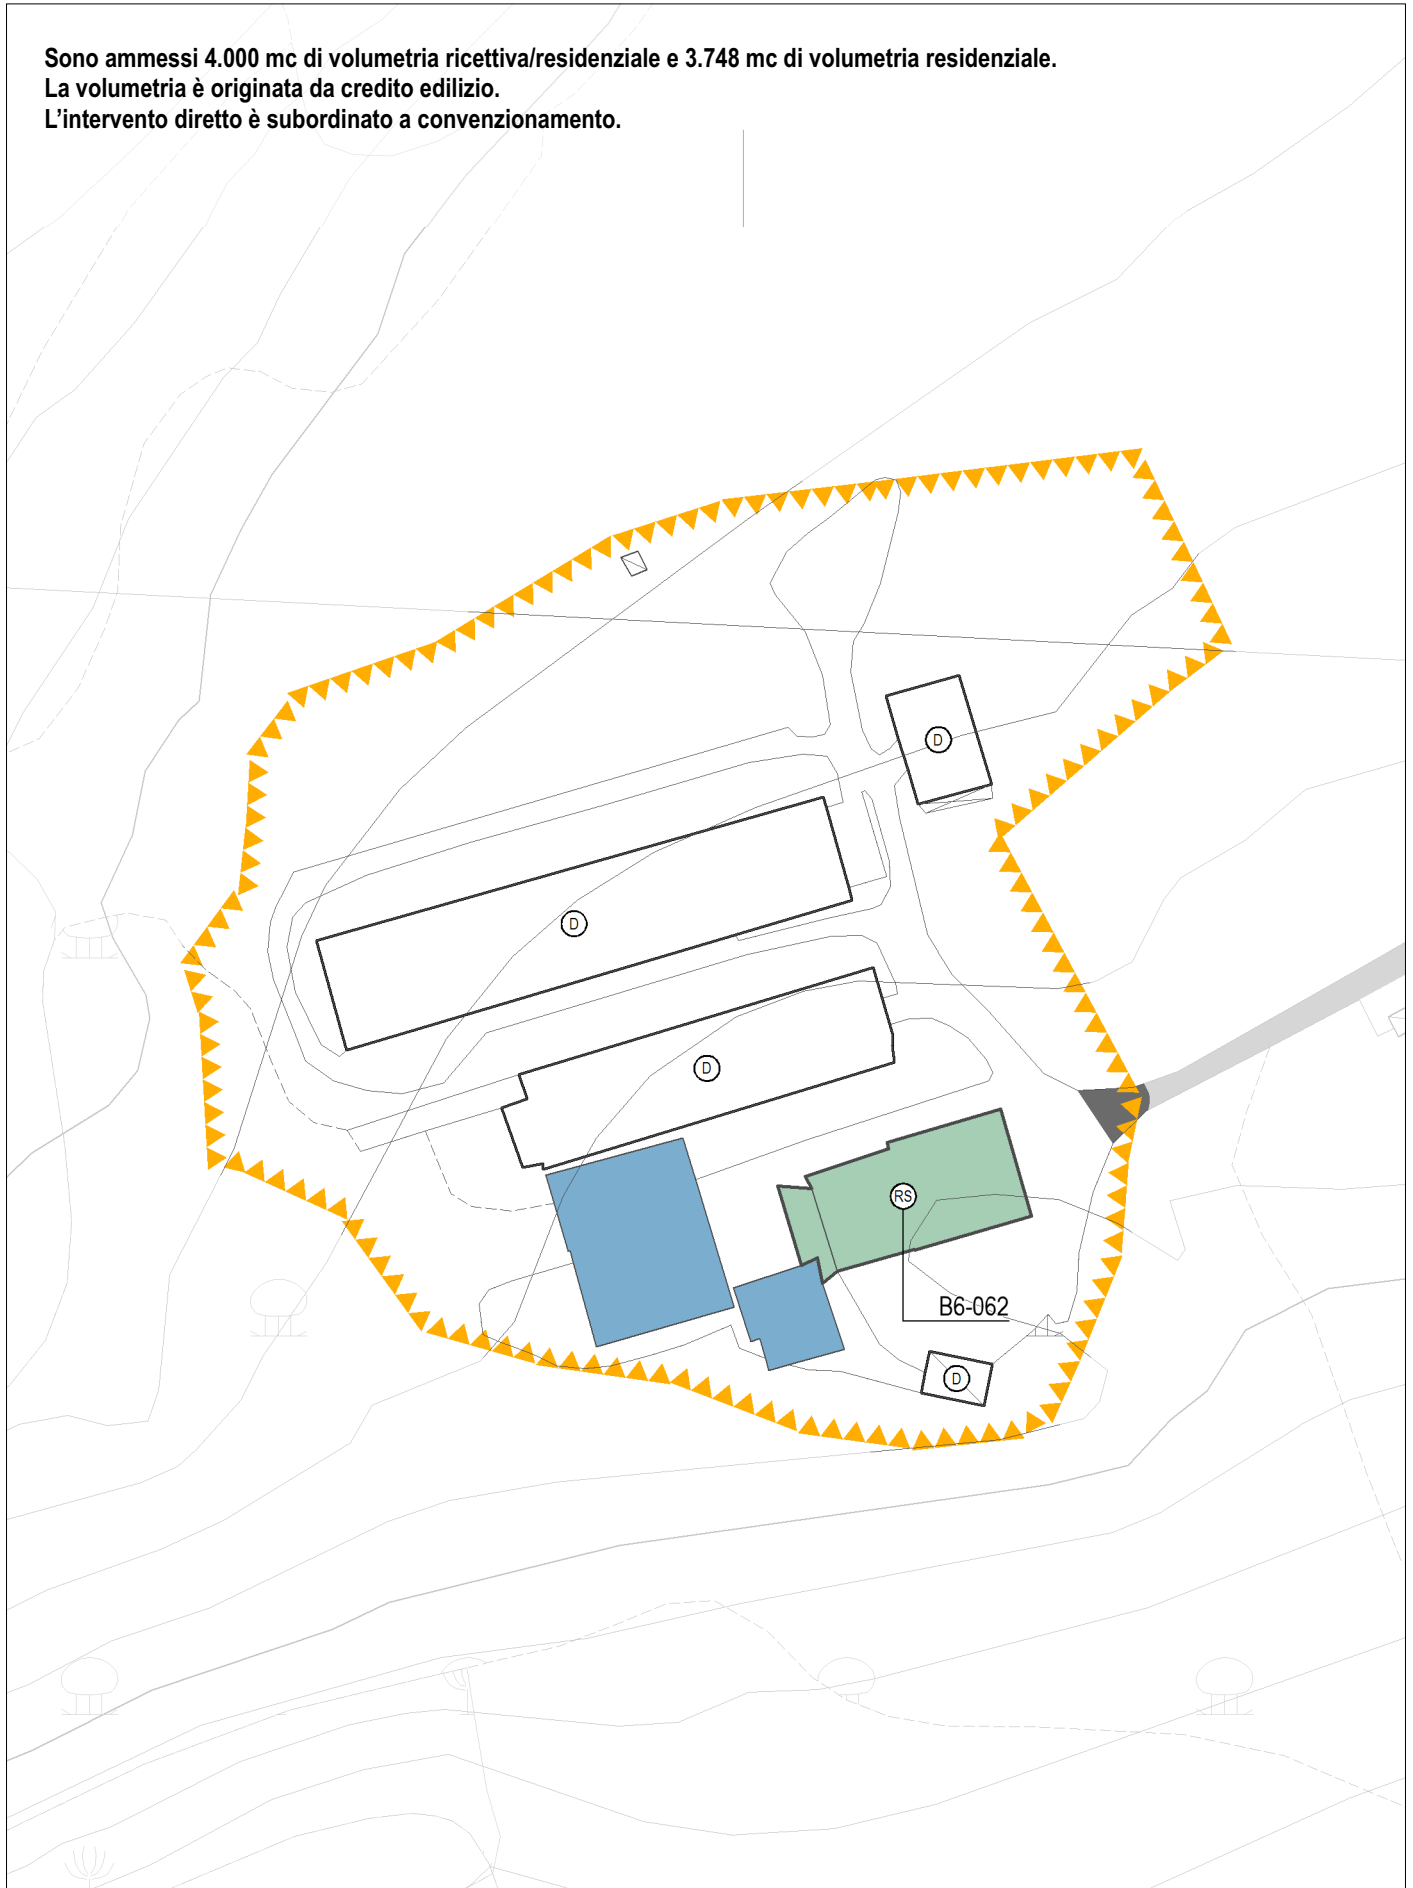 Sono ammessi 4.000 mc di volumetria ricettiva/residenziale e 3.748 mc di volumetria residenziale.
La volumetria è originata da credito edilizio.
L'intervento diretto è subordinato a convenzionamento.
D
D
D
RS
B6-062
D